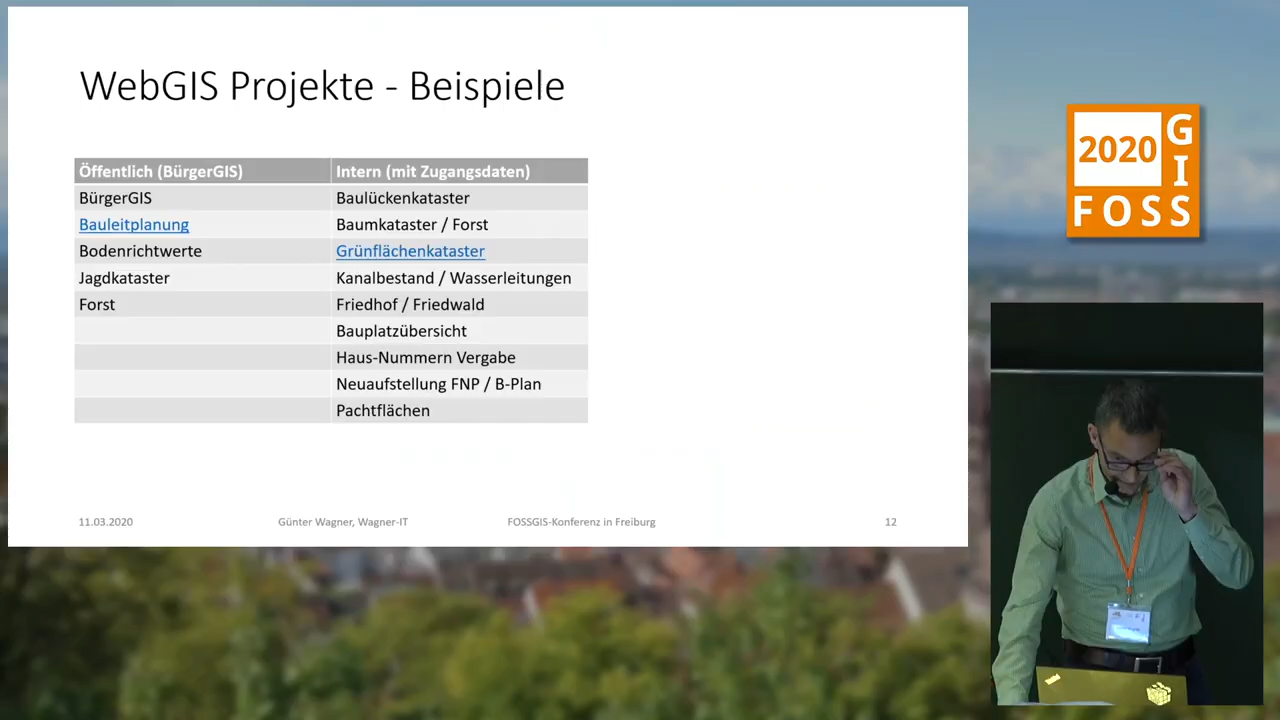 WebGIS Projekte - Beispiele
Öffentlich (BürgerGIS) Intern (mit Zugangsdaten)
BürgerGIS Baulückenkataster
Bauleitplanung Baumkataster / Forst
Bodenrichtwerte Grünflächenkataster
Jagdkataster Kanalbestand / Wasserleitungen
Forst Friedhof / Friedwald
Bauplatzübersicht
Haus-Nummern Vergabe
Neuaufstellung FNP / B-Plan
Pachtflächen
11.03.2020 Günter Wagner, Wagner-IT FOSSGIS-Konferenz in Freiburg 12
2020
GIS
FOSS